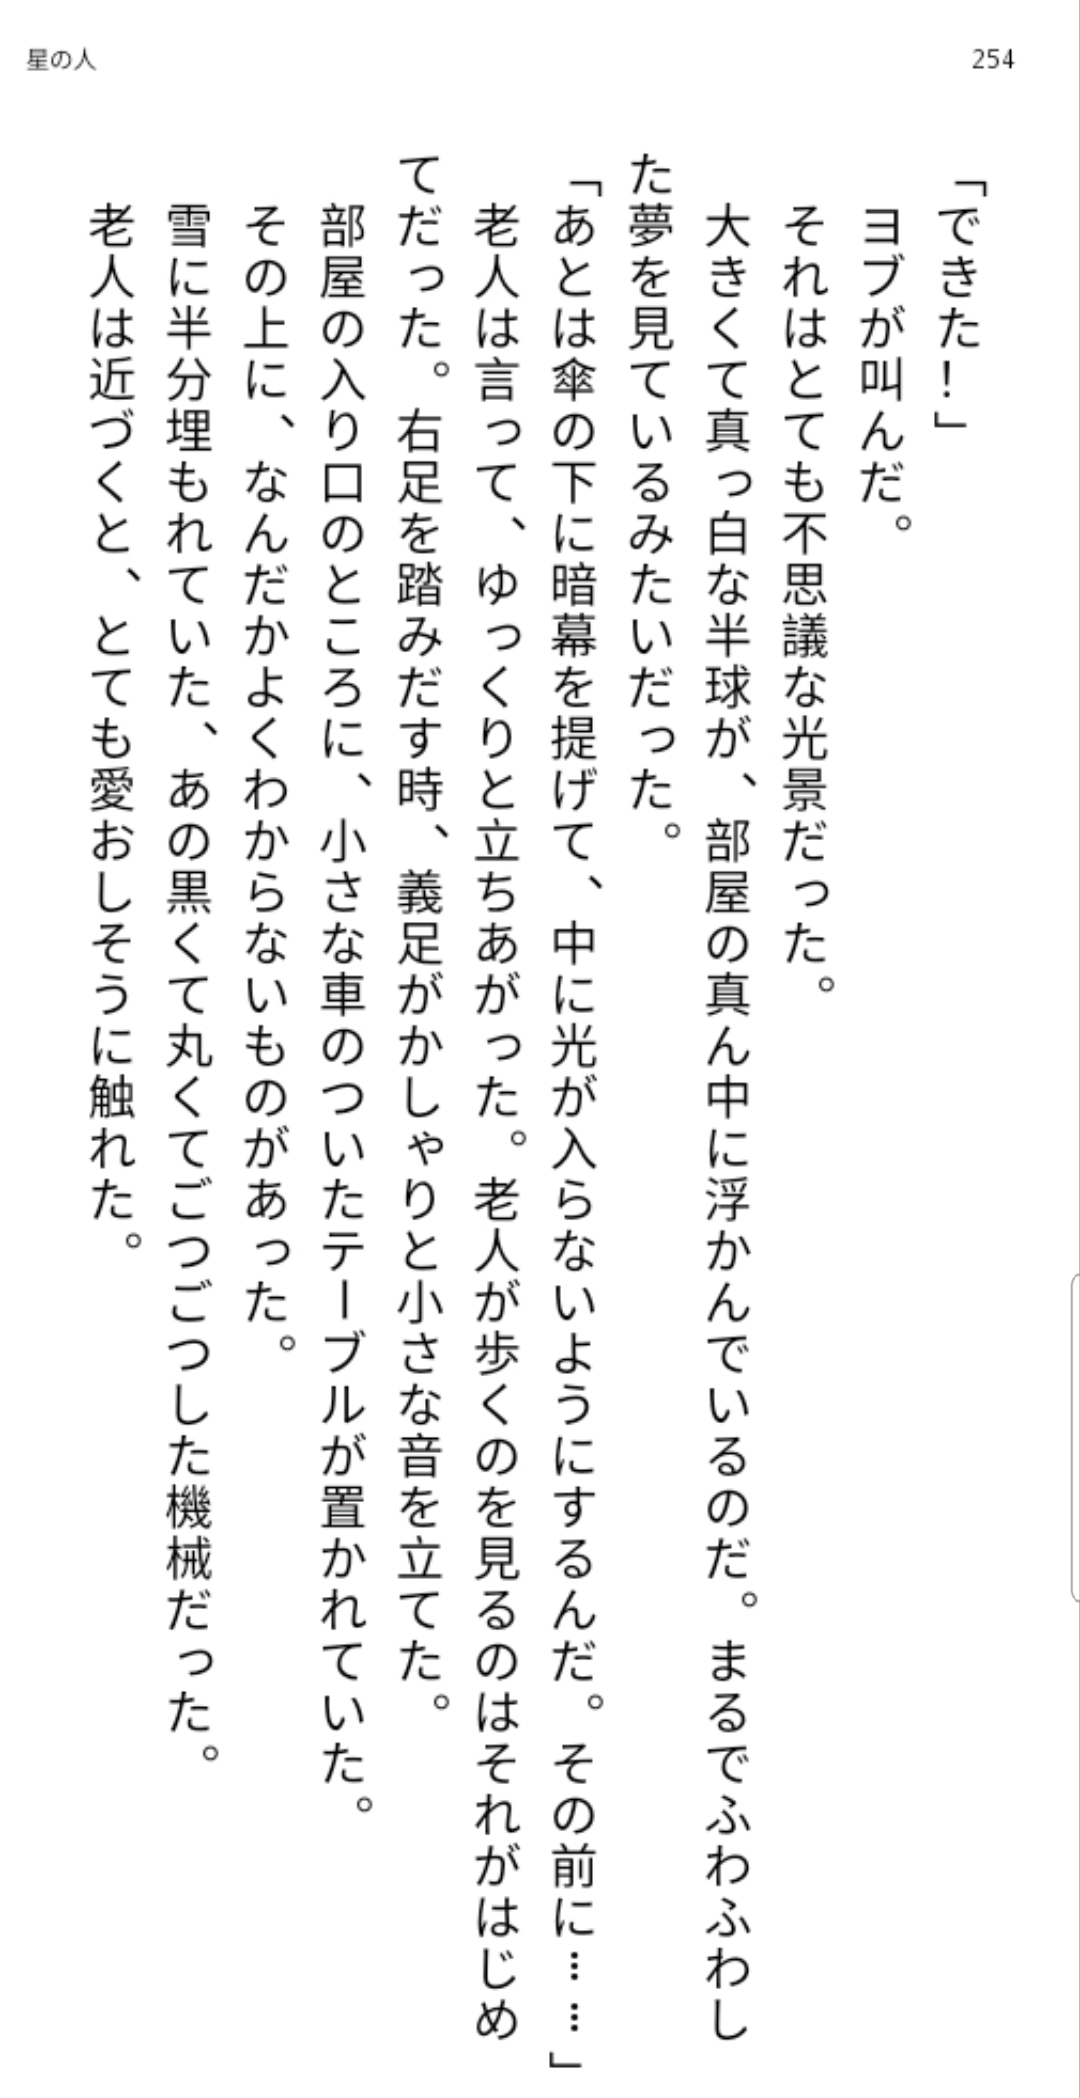 星の人
254
「できた！」
ヨブが叫んだ。
それはとても不思議な光景だった。
大きくて真っ白な半球が、部屋の真ん中に浮かんでいるのだ。まるでふわふわし
た夢を見ているみたいだった。
「あとは傘の下に暗幕を提げて、中に光が入らないようにするんだ。その前に……」
老人は言って、ゆっくりと立ちあがった。老人が歩くのを見るのはそれがはじめ
てだった。右足を踏みだす時、義足がかしゃりと小さな音を立てた。
部屋の入り口のところに、小さな車のついたテーブルが置かれていた。
その上に、なんだかよくわからないものがあった。
雪に半分埋もれていた、あの黒くて丸くてごつごつした機械だった。
老人は近づくと、とても愛おしそうに触れた。